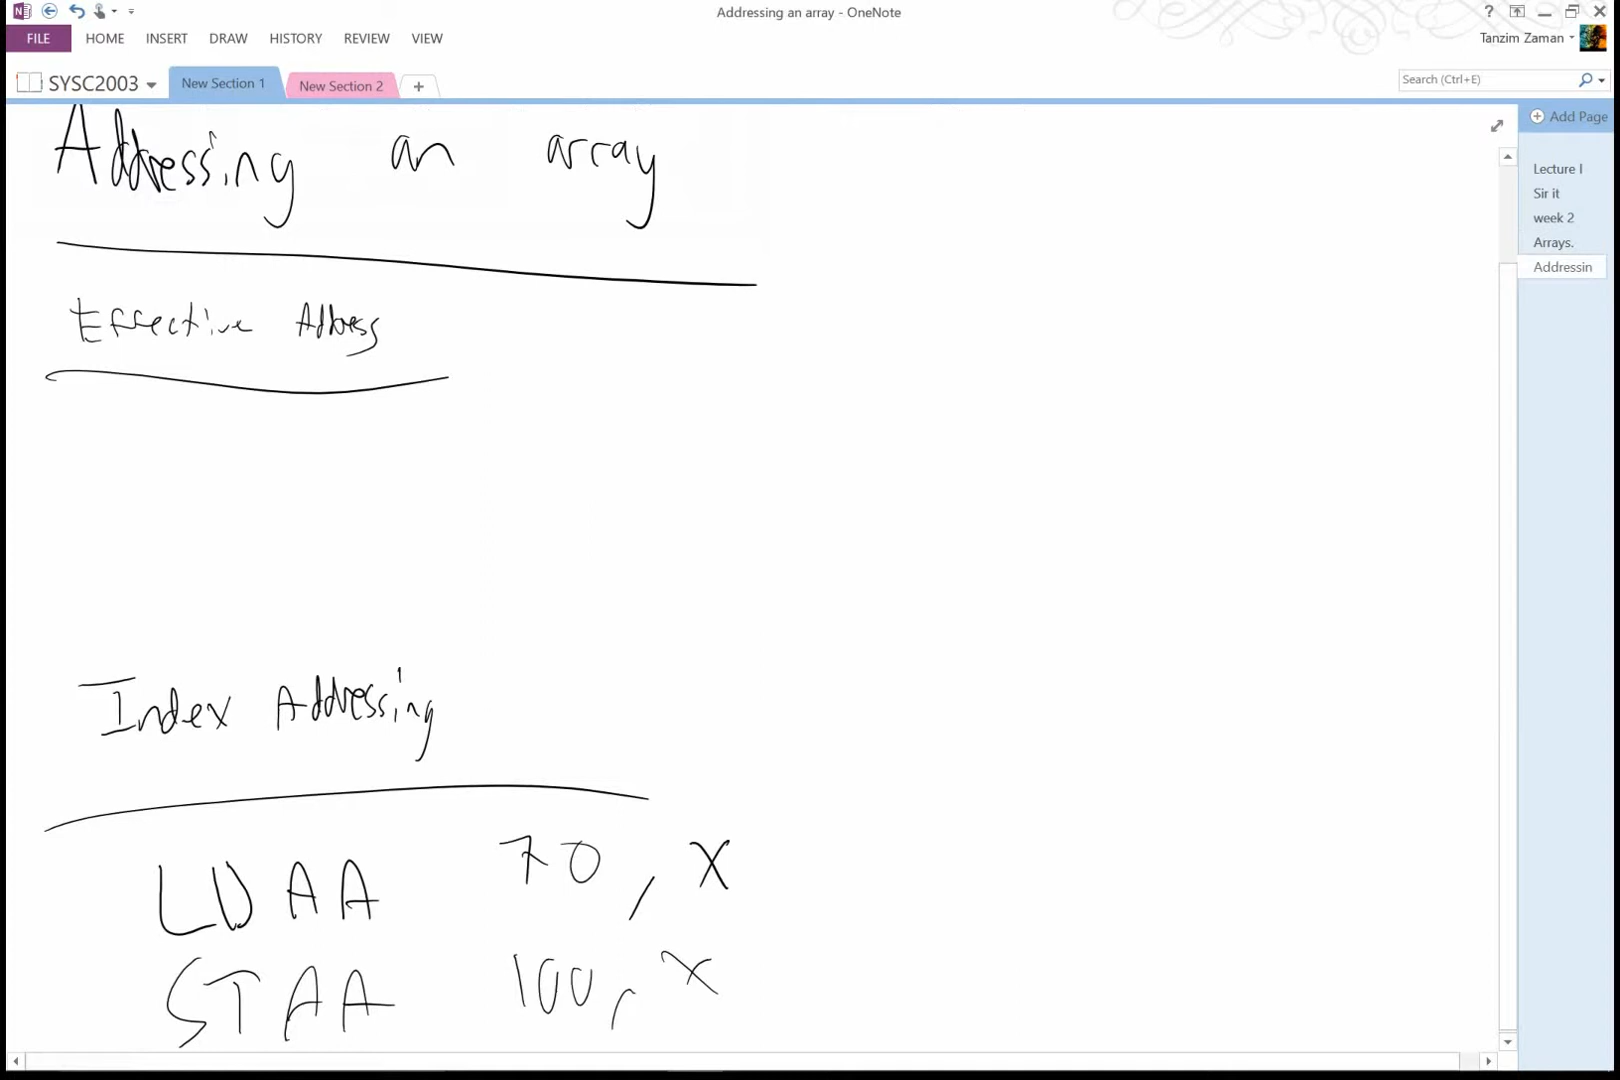 Addressing an array - OneNote
?
FILE HOME INSERT DRAW HISTORY REVIEW VIEW
Tanzim Zaman
SYSC2003 New Section 1 New Section 2 +
Search (Ctrl+E)
Add Page
Lecture I
Sir it
week 2
Arrays.
Addressin
Addressing an array
Effective Address
Index Addressing
LDAA 70, X
STAA 100, X